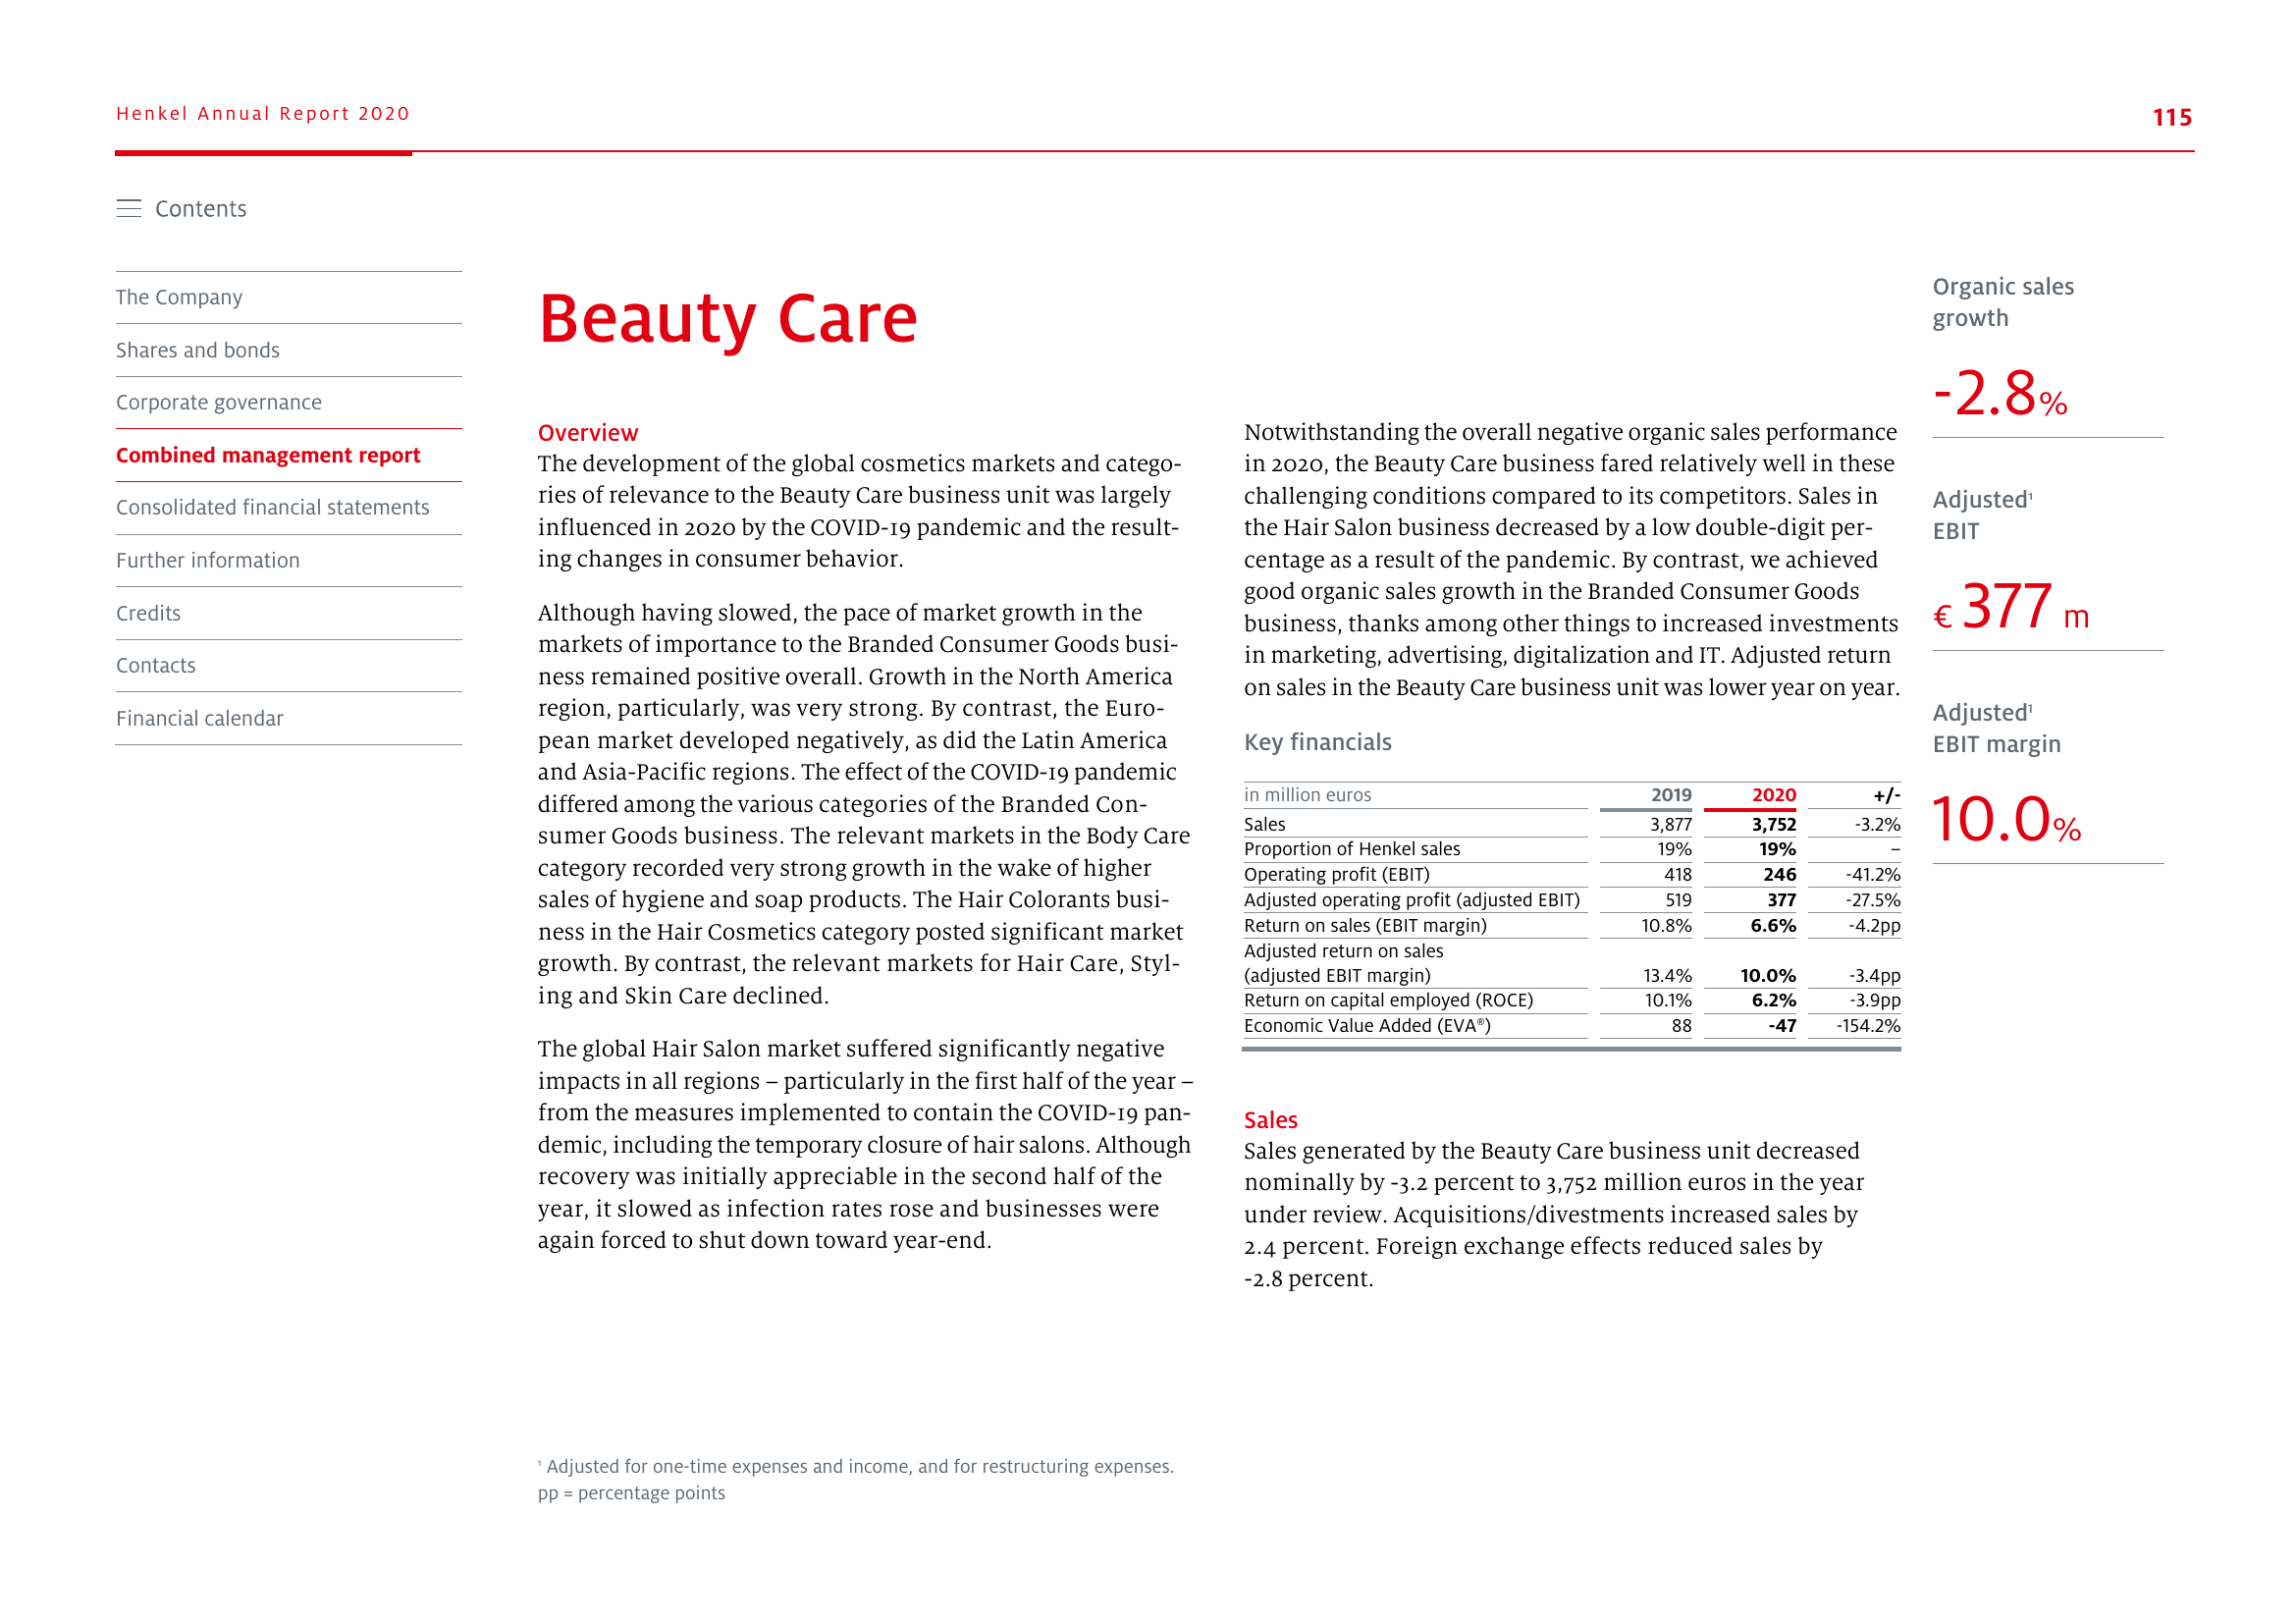 Henkel Annual Report 2020
115
Contents
The Company
Shares and bonds
Corporate governance
Combined management report
Consolidated financial statements
Further information
Credits
Contacts
Financial calendar
Beauty Care
Overview
The development of the global cosmetics markets and catego-
ries of relevance to the Beauty Care business unit was largely
influenced in 2020 by the COVID-19 pandemic and the result-
ing changes in consumer behavior.
Although having slowed, the pace of market growth in the
markets of importance to the Branded Consumer Goods busi-
ness remained positive overall. Growth in the North America
region, particularly, was very strong. By contrast, the Euro-
pean market developed negatively, as did the Latin America
and Asia-Pacific regions. The effect of the COVID-19 pandemic
differed among the various categories of the Branded Con-
sumer Goods business. The relevant markets in the Body Care
category recorded very strong growth in the wake of higher
sales of hygiene and soap products. The Hair Colorants busi-
ness in the Hair Cosmetics category posted significant market
growth. By contrast, the relevant markets for Hair Care, Styl-
ing and Skin Care declined.
The global Hair Salon market suffered significantly negative
impacts in all regions – particularly in the first half of the year –
from the measures implemented to contain the COVID-19 pan-
demic, including the temporary closure of hair salons. Although
recovery was initially appreciable in the second half of the
year, it slowed as infection rates rose and businesses were
again forced to shut down toward year-end.
Notwithstanding the overall negative organic sales performance
in 2020, the Beauty Care business fared relatively well in these
challenging conditions compared to its competitors. Sales in
the Hair Salon business decreased by a low double-digit per-
centage as a result of the pandemic. By contrast, we achieved
good organic sales growth in the Branded Consumer Goods
business, thanks among other things to increased investments
in marketing, advertising, digitalization and IT. Adjusted return
on sales in the Beauty Care business unit was lower year on year.
Key financials
in million euros 2019 2020 +/-
Sales 3,877 3,752 -3.2%
Proportion of Henkel sales 19% 19% –
Operating profit (EBIT) 418 246 -41.2%
Adjusted operating profit (adjusted EBIT) 519 377 -27.5%
Return on sales (EBIT margin) 10.8% 6.6% -4.2pp
Adjusted return on sales
(adjusted EBIT margin) 13.4% 10.0% -3.4pp
Return on capital employed (ROCE) 10.1% 6.2% -3.9pp
Economic Value Added (EVA®) 88 -47 -154.2%
Sales
Sales generated by the Beauty Care business unit decreased
nominally by -3.2 percent to 3,752 million euros in the year
under review. Acquisitions/divestments increased sales by
2.4 percent. Foreign exchange effects reduced sales by
-2.8 percent.
Organic sales
growth
-2.8%
Adjusted¹
EBIT
€ 377 m
Adjusted¹
EBIT margin
10.0%
¹ Adjusted for one-time expenses and income, and for restructuring expenses.
pp = percentage points